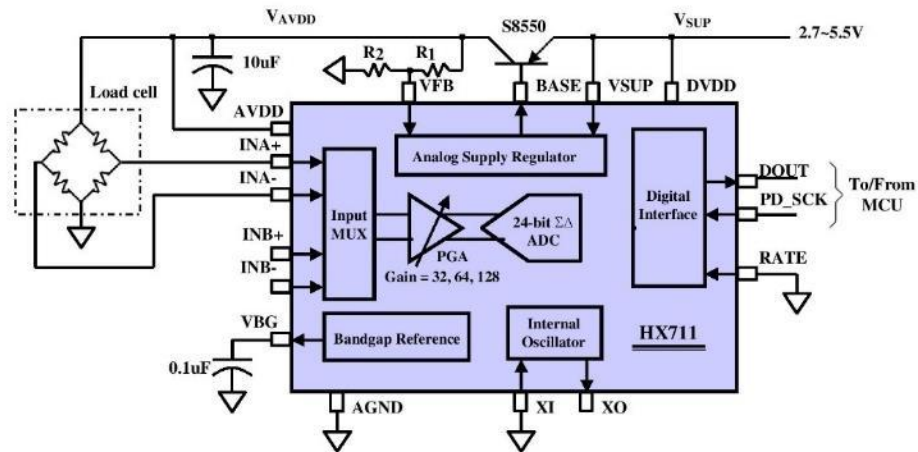 V_AVDD
S8550
V_SUP
2.7~5.5V
10uF
R2
R1
Load cell
VFB
BASE
VSUP
DVDD
AVDD
INA+
INA-
INB+
INB-
VBG
0.1uF
Analog Supply Regulator
Input
MUX
PGA
Gain = 32, 64, 128
24-bit ΣΔ
ADC
Digital
Interface
DOUT
PD_SCK
To/From
MCU
RATE
Bandgap Reference
Internal
Oscillator
HX711
AGND
XI
XO